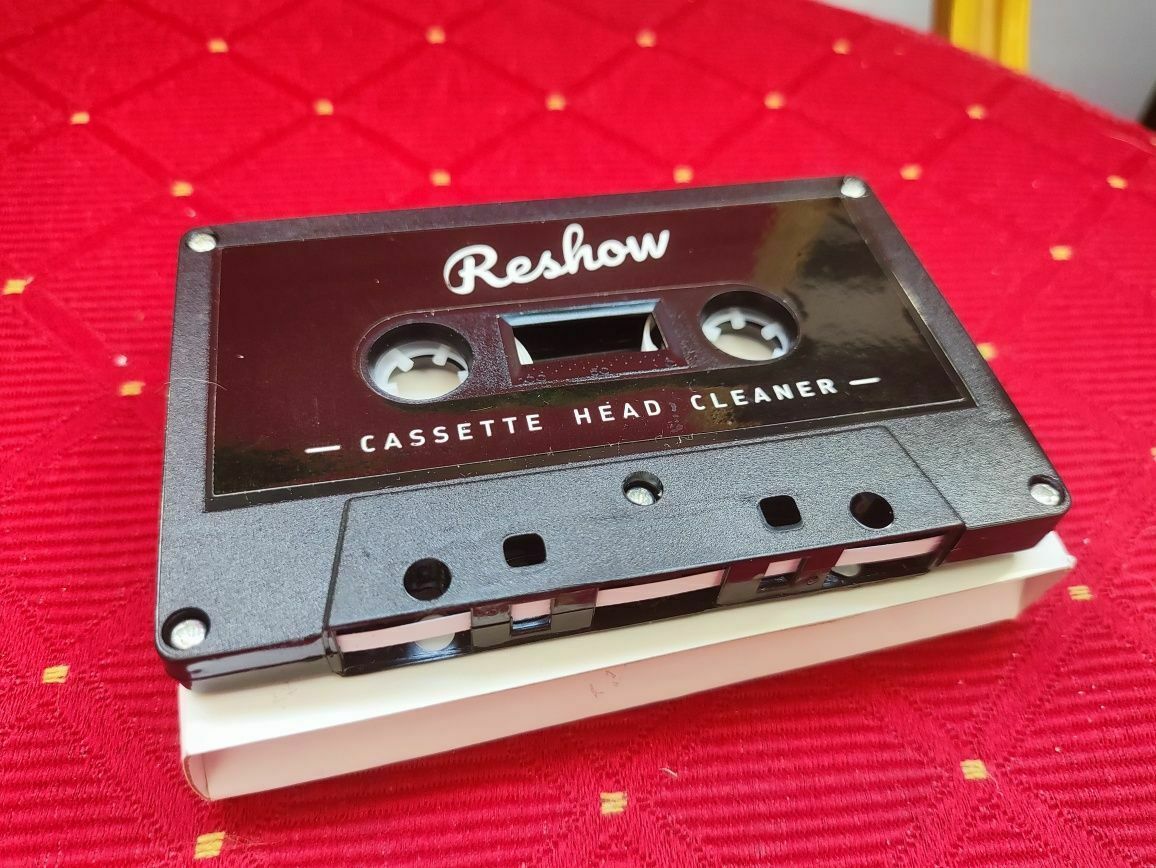 Reshow
— CASSETTE HEAD CLEANER —